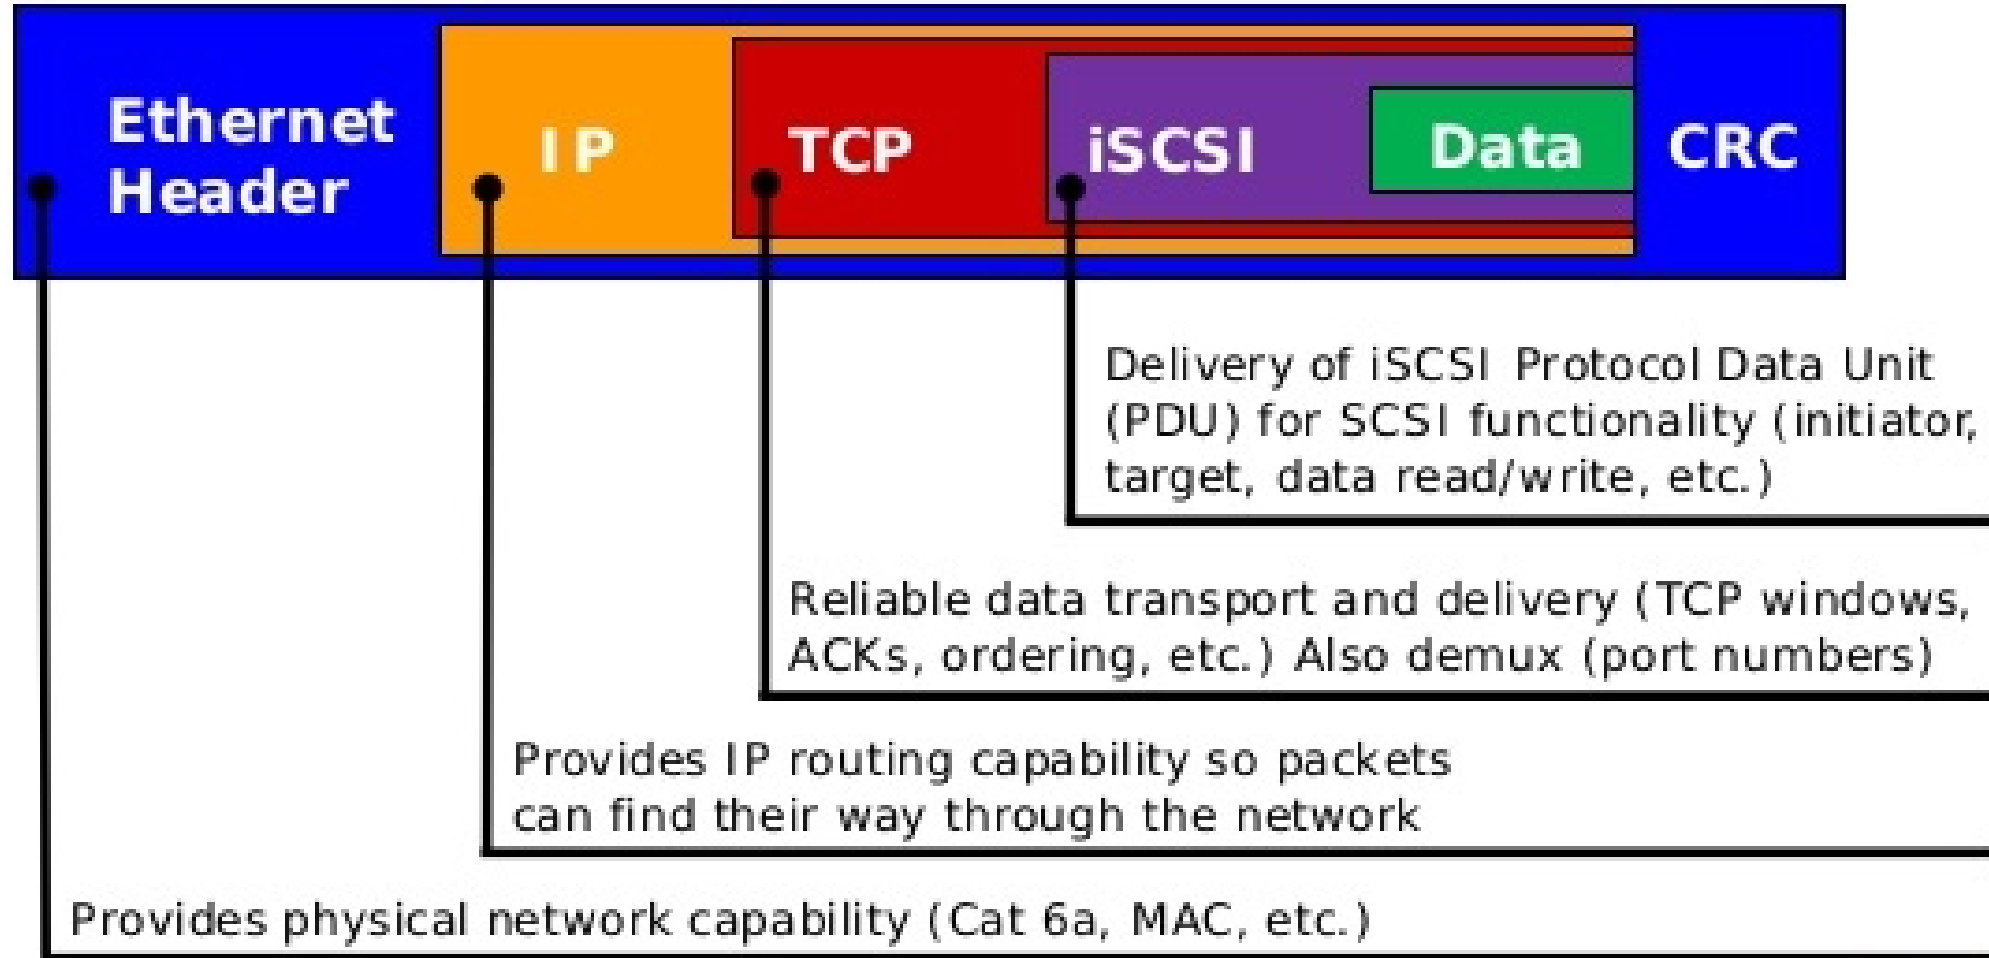 Ethernet
Header
IP
TCP
iSCSI
Data
CRC
Delivery of iSCSI Protocol Data Unit
(PDU) for SCSI functionality (initiator,
target, data read/write, etc.)
Reliable data transport and delivery (TCP windows,
ACKs, ordering, etc.) Also demux (port numbers)
Provides IP routing capability so packets
can find their way through the network
Provides physical network capability (Cat 6a, MAC, etc.)